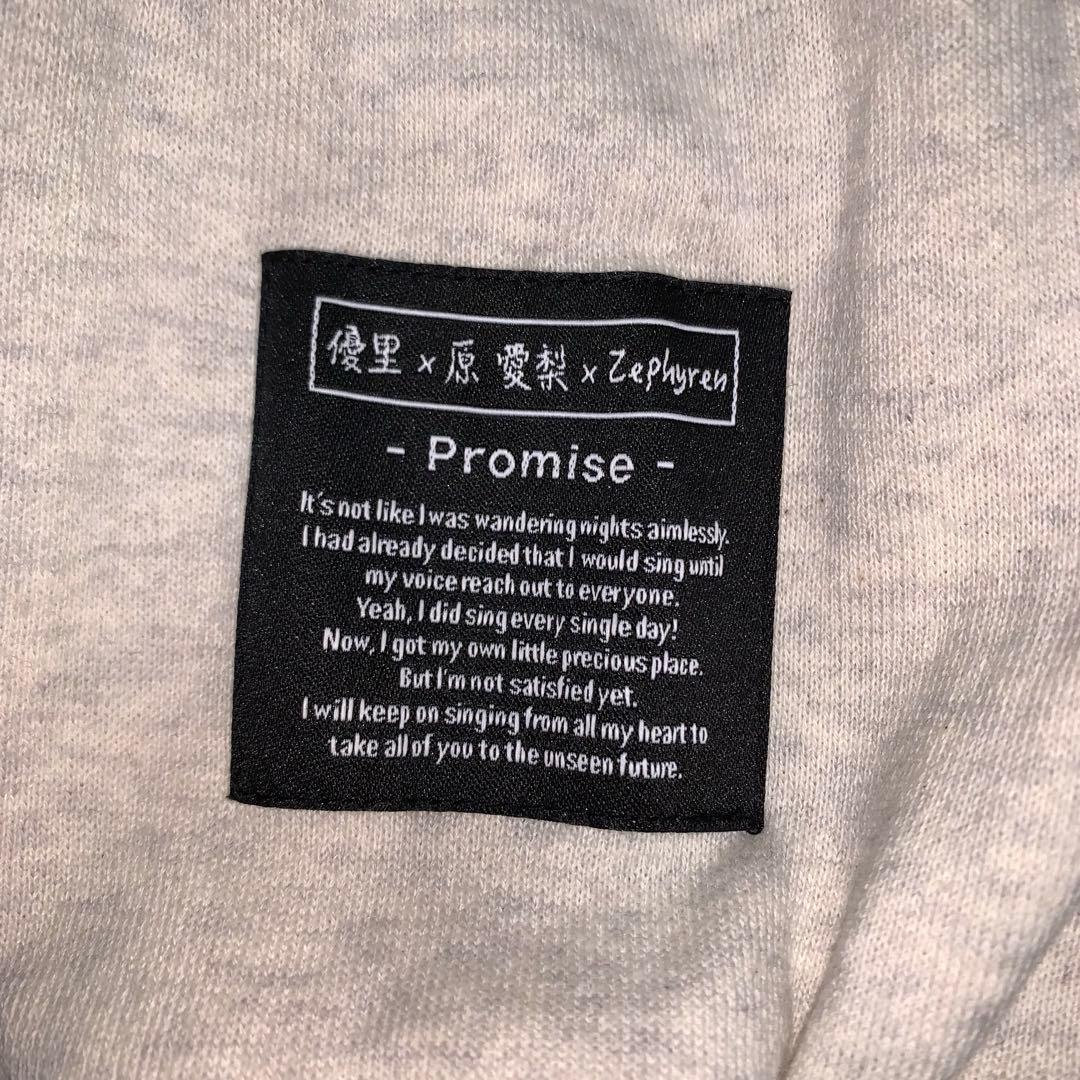 優里 x 原 愛梨 x Zephyren
- Promise -
It's not like I was wandering nights aimlessly.
I had already decided that I would sing until
my voice reach out to everyone.
Yeah, I did sing every single day!
Now, I got my own little precious place.
But I'm not satisfied yet.
I will keep on singing from all my heart to
take all of you to the unseen future.